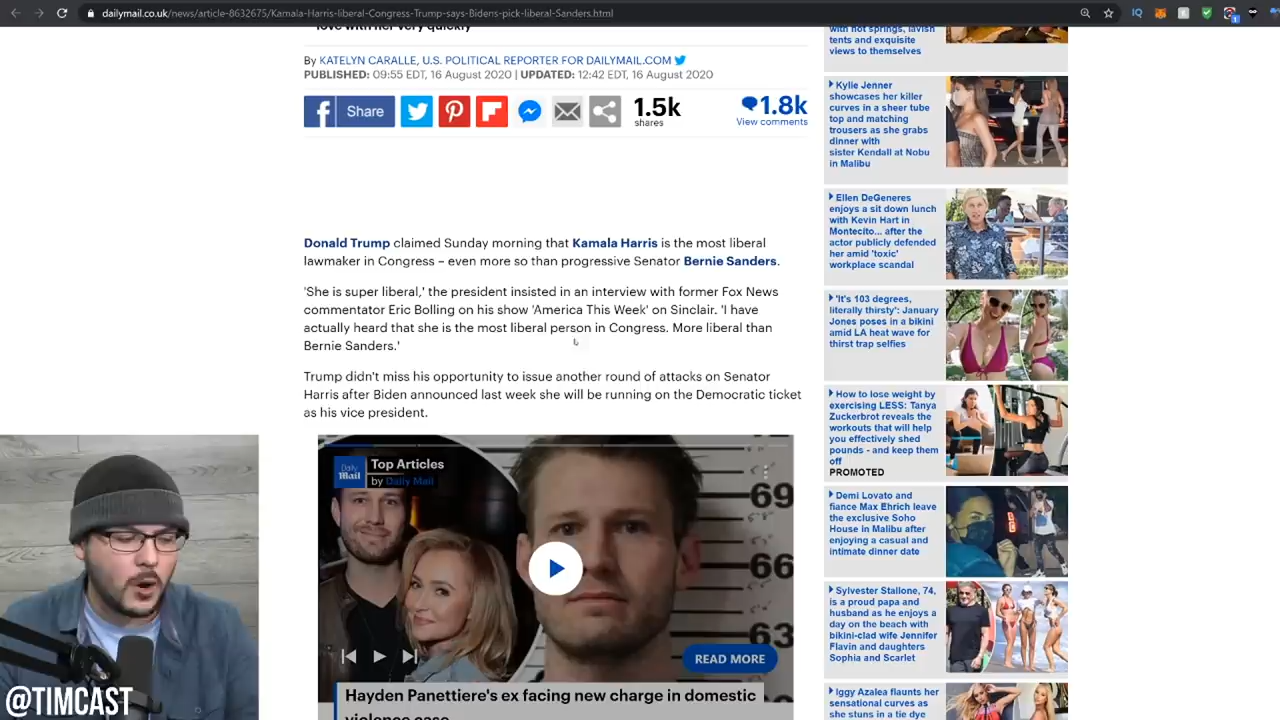 dailymail.co.uk/news/article-8632675/Kamala-Harris-liberal-Congress-Trump-says-Bidens-pick-liberal-Sanders.html
love with her very quickly
By KATELYN CARALLE, U.S. POLITICAL REPORTER FOR DAILYMAIL.COM
PUBLISHED: 09:55 EDT, 16 August 2020 | UPDATED: 12:42 EDT, 16 August 2020
f Share
1.5k
shares
1.8k
View comments
Donald Trump claimed Sunday morning that Kamala Harris is the most liberal
lawmaker in Congress – even more so than progressive Senator Bernie Sanders.
'She is super liberal,' the president insisted in an interview with former Fox News
commentator Eric Bolling on his show 'America This Week' on Sinclair. 'I have
actually heard that she is the most liberal person in Congress. More liberal than
Bernie Sanders.'
Trump didn't miss his opportunity to issue another round of attacks on Senator
Harris after Biden announced last week she will be running on the Democratic ticket
as his vice president.
Daily
Mail
Top Articles
by Daily Mail
69
66
63
READ MORE
Hayden Panettiere's ex facing new charge in domestic
violence case
@TIMCAST
with hot springs, lavish
tents and exquisite
views to themselves
Kylie Jenner
showcases her killer
curves in a sheer tube
top and matching
trousers as she grabs
dinner with
sister Kendall at Nobu
in Malibu
Ellen DeGeneres
enjoys a sit down lunch
with Kevin Hart in
Montecito... after the
actor publicly defended
her amid 'toxic'
workplace scandal
'It's 103 degrees,
literally thirsty': January
Jones poses in a bikini
amid LA heat wave for
thirst trap selfies
How to lose weight by
exercising LESS: Tanya
Zuckerbrot reveals the
workouts that will help
you effectively shed
pounds - and keep them
off
PROMOTED
Demi Lovato and
fiance Max Ehrich leave
the exclusive Soho
House in Malibu after
enjoying a casual and
intimate dinner date
Sylvester Stallone, 74,
is a proud papa and
husband as he enjoys a
day on the beach with
bikini-clad wife Jennifer
Flavin and daughters
Sophia and Scarlet
Iggy Azalea flaunts her
sensational curves as
she stuns in a tie dye